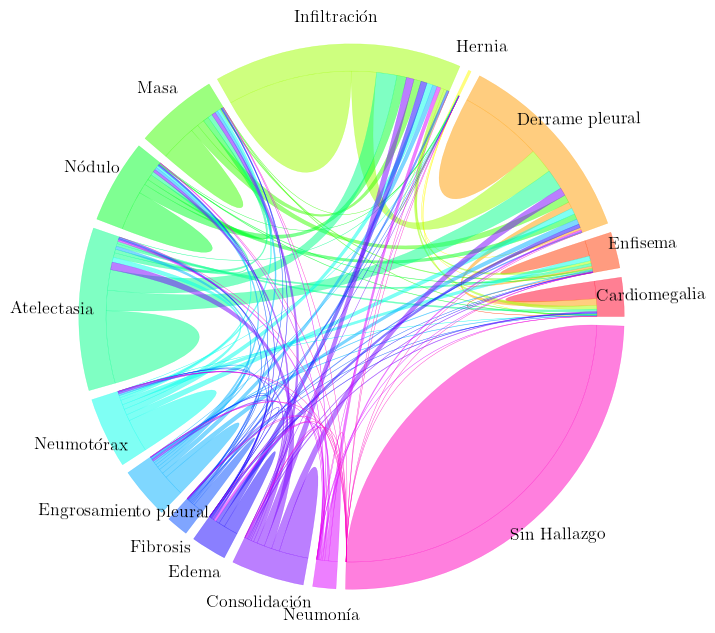 Infiltración
Hernia
Masa
Derrame pleural
Nódulo
Enfisema
Cardiomegalia
Atelectasia
Neumotórax
Engrosamiento pleural
Sin Hallazgo
Fibrosis
Edema
Consolidación
Neumonía